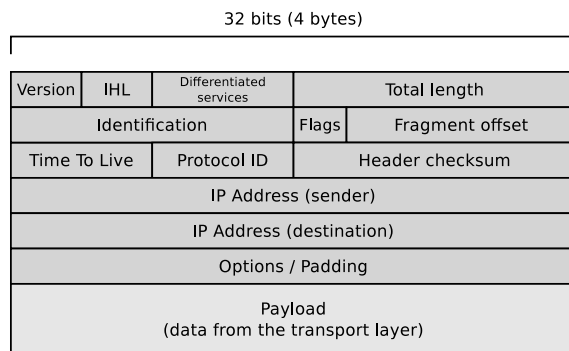 32 bits (4 bytes)
Version IHL Differentiated services Total length
Identification Flags Fragment offset
Time To Live Protocol ID Header checksum
IP Address (sender)
IP Address (destination)
Options / Padding
Payload
(data from the transport layer)